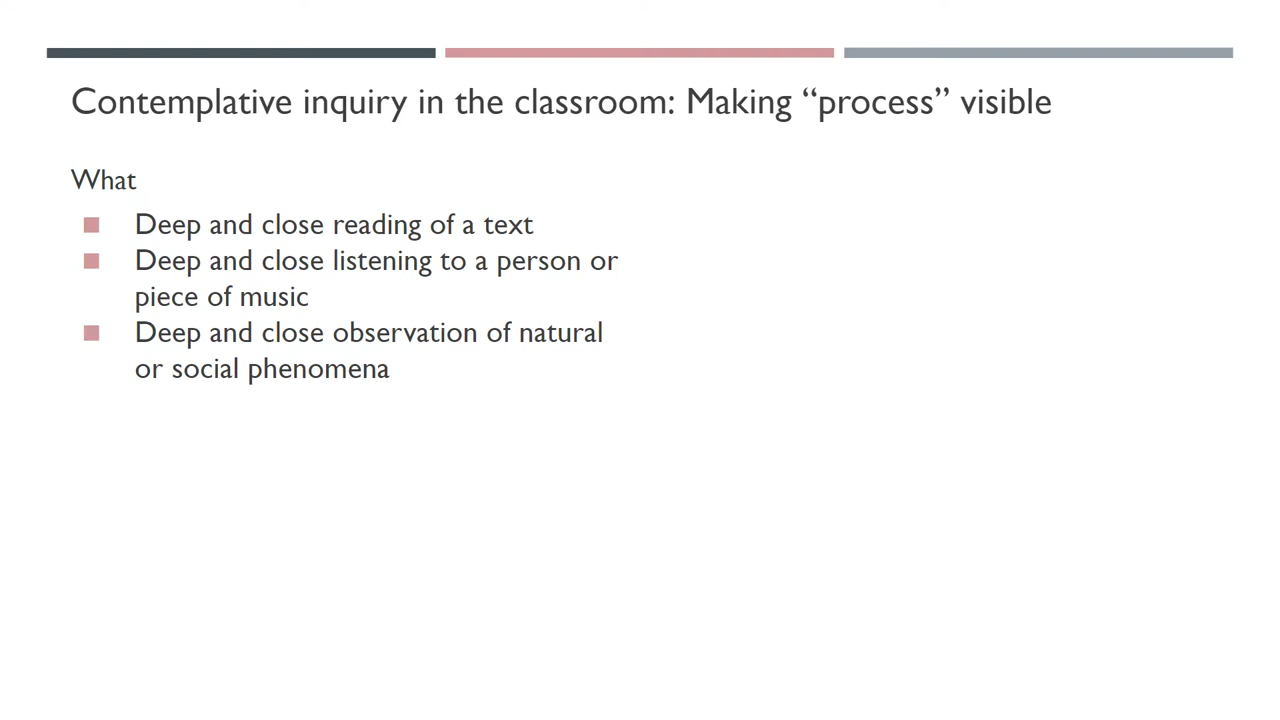 Contemplative inquiry in the classroom: Making “process” visible
What
Deep and close reading of a text
Deep and close listening to a person or
piece of music
Deep and close observation of natural
or social phenomena